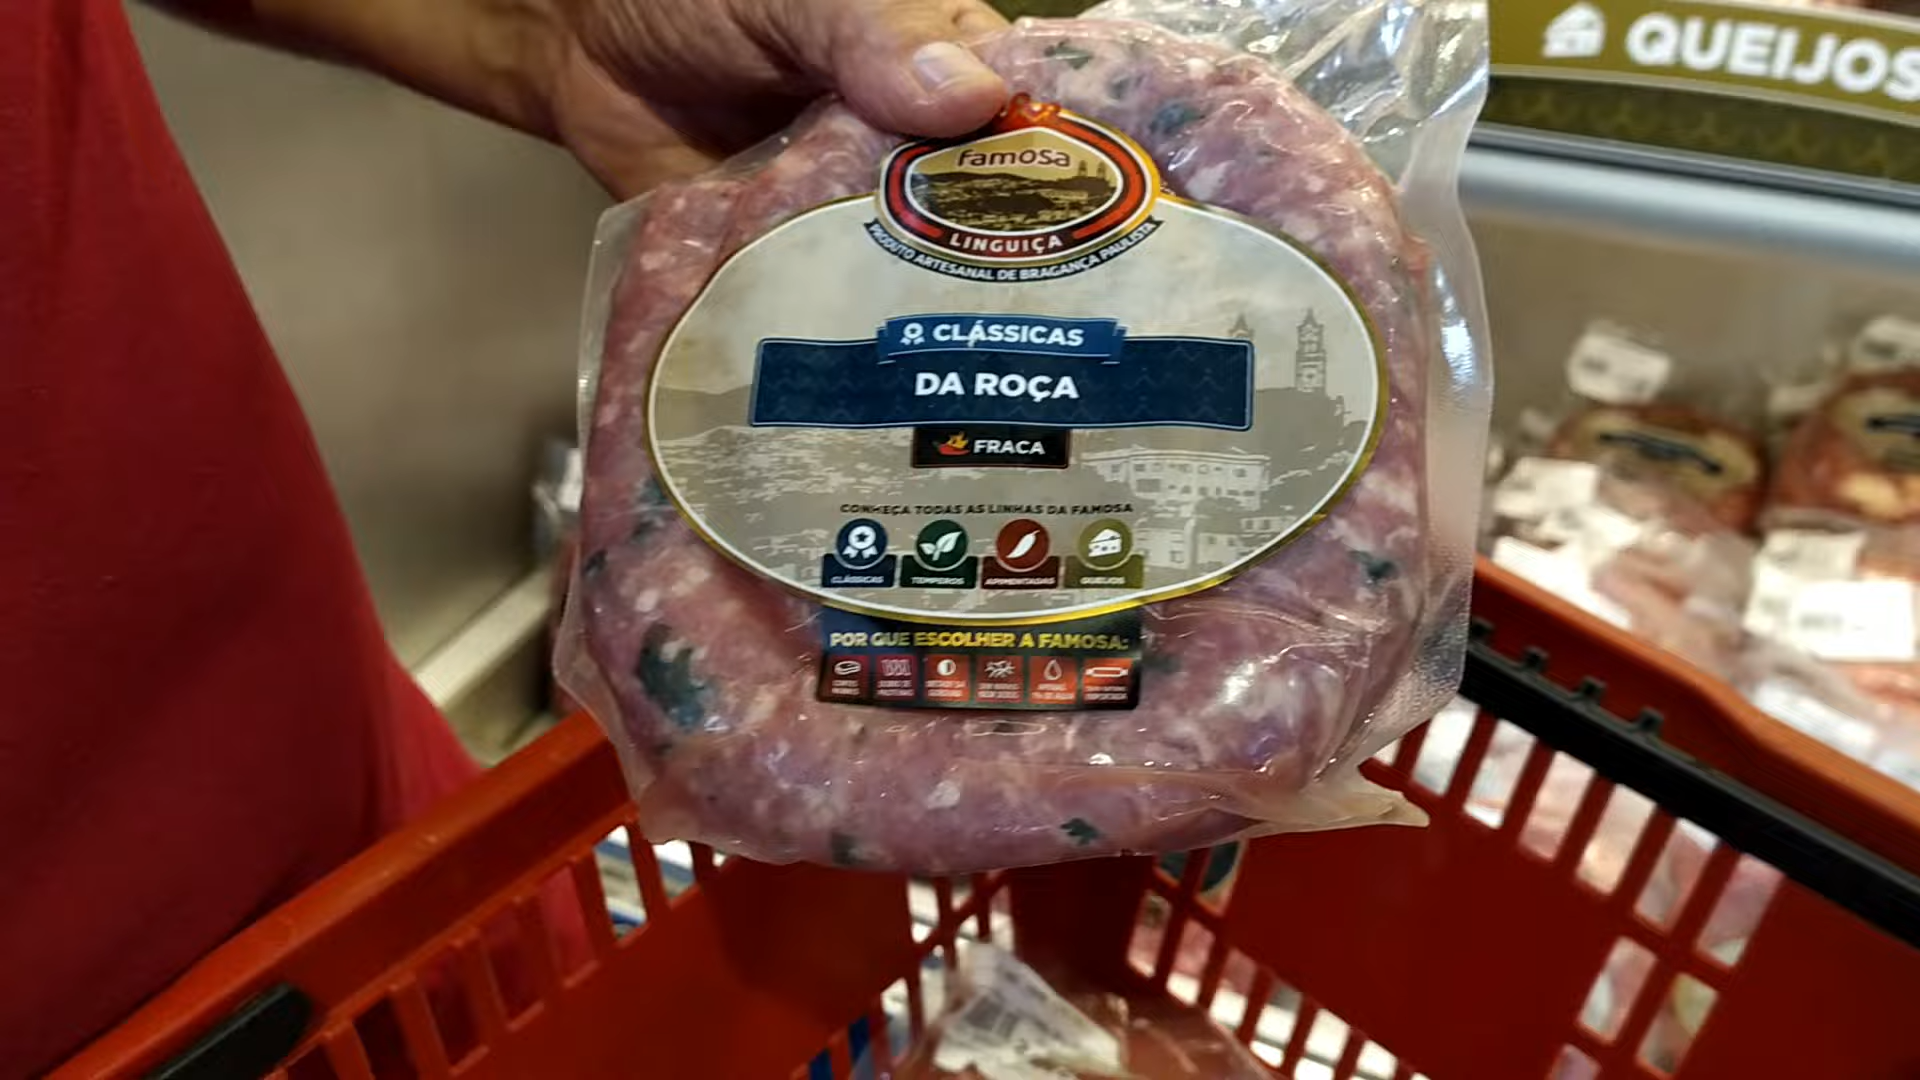 QUEIJOS
famosa
LINGUIÇA
PRODUTO ARTESANAL DE BRAGANÇA PAULISTA
CLÁSSICAS
DA ROÇA
FRACA
CONHEÇA TODAS AS LINHAS DA FAMOSA
CLÁSSICAS TEMPEROS APIMENTADAS QUEIJOS
POR QUE ESCOLHER A FAMOSA: